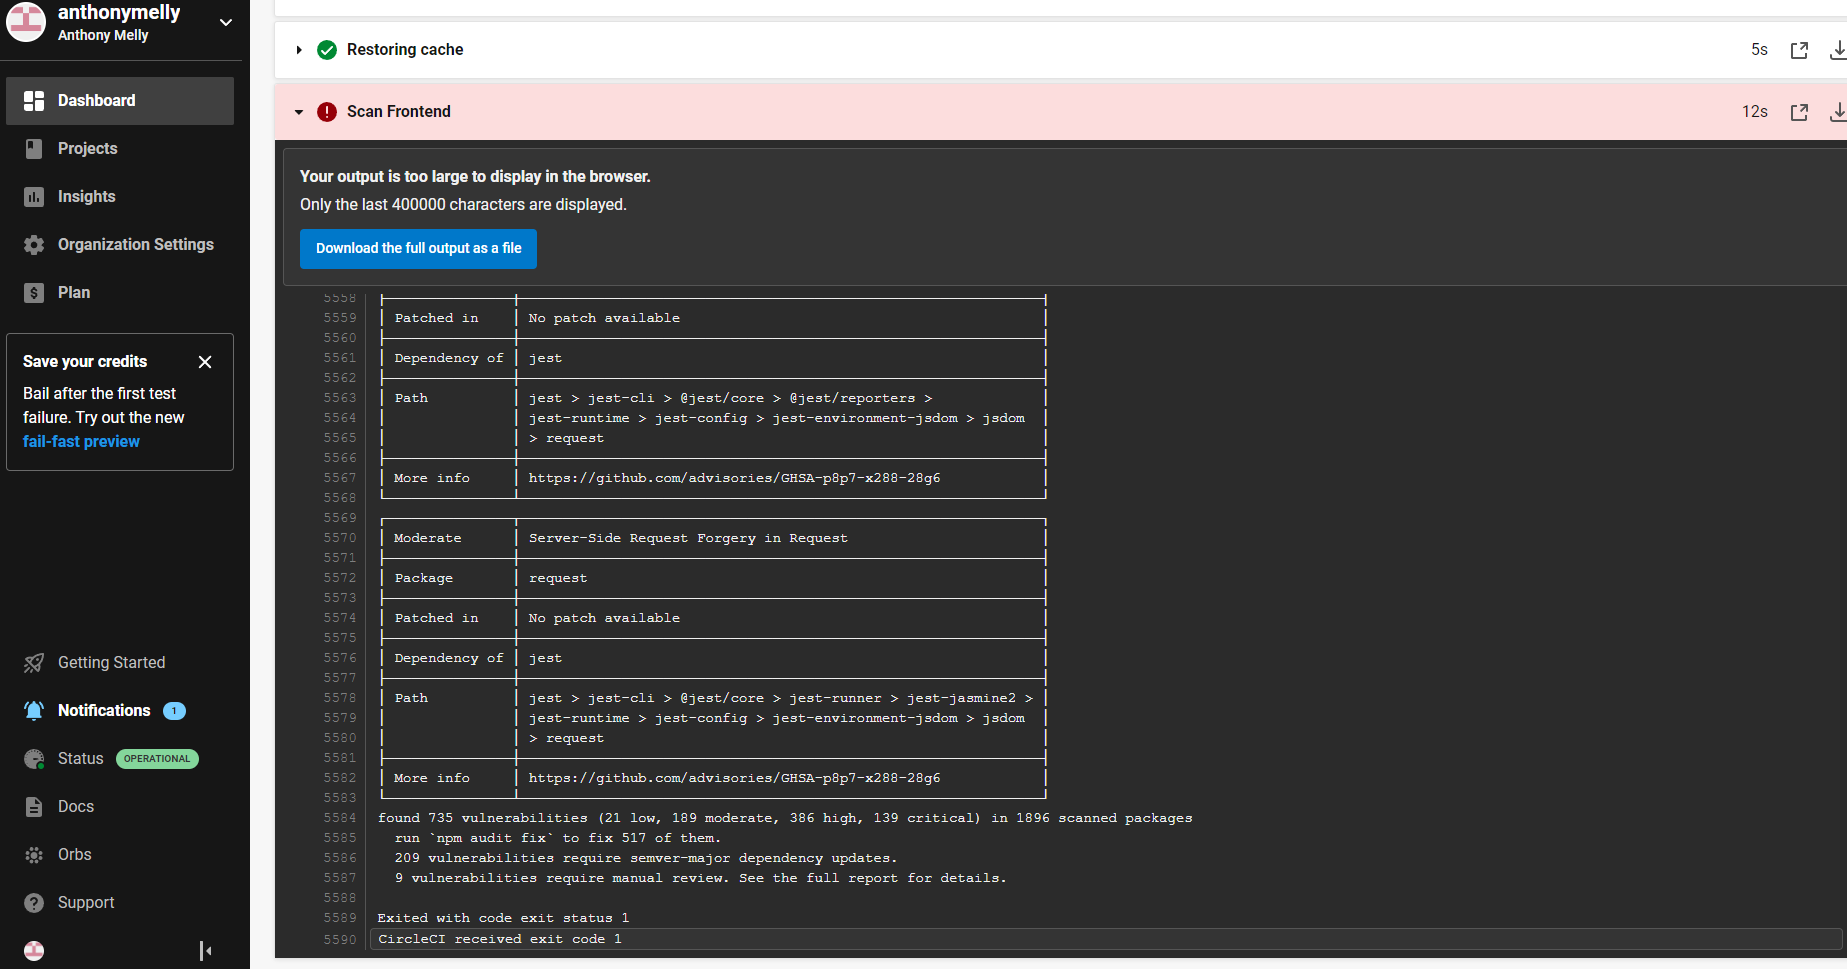 anthonymelly
Anthony Melly
Dashboard
Projects
Insights
Organization Settings
Plan
Save your credits
Bail after the first test
failure. Try out the new
fail-fast preview
Getting Started
Notifications 1
Status OPERATIONAL
Docs
Orbs
Support
Restoring cache 5s
Scan Frontend 12s
Your output is too large to display in the browser.
Only the last 400000 characters are displayed.
Download the full output as a file
5558
5559 Patched in No patch available
5560
5561 Dependency of jest
5562
5563 Path jest > jest-cli > @jest/core > @jest/reporters >
5564 jest-runtime > jest-config > jest-environment-jsdom > jsdom
5565 > request
5566
5567 More info https://github.com/advisories/GHSA-p8p7-x288-28g6
5568
5569
5570 Moderate Server-Side Request Forgery in Request
5571
5572 Package request
5573
5574 Patched in No patch available
5575
5576 Dependency of jest
5577
5578 Path jest > jest-cli > @jest/core > jest-runner > jest-jasmine2 >
5579 jest-runtime > jest-config > jest-environment-jsdom > jsdom
5580 > request
5581
5582 More info https://github.com/advisories/GHSA-p8p7-x288-28g6
5583
5584 found 735 vulnerabilities (21 low, 189 moderate, 386 high, 139 critical) in 1896 scanned packages
5585 run `npm audit fix` to fix 517 of them.
5586 209 vulnerabilities require semver-major dependency updates.
5587 9 vulnerabilities require manual review. See the full report for details.
5588
5589 Exited with code exit status 1
5590 CircleCI received exit code 1